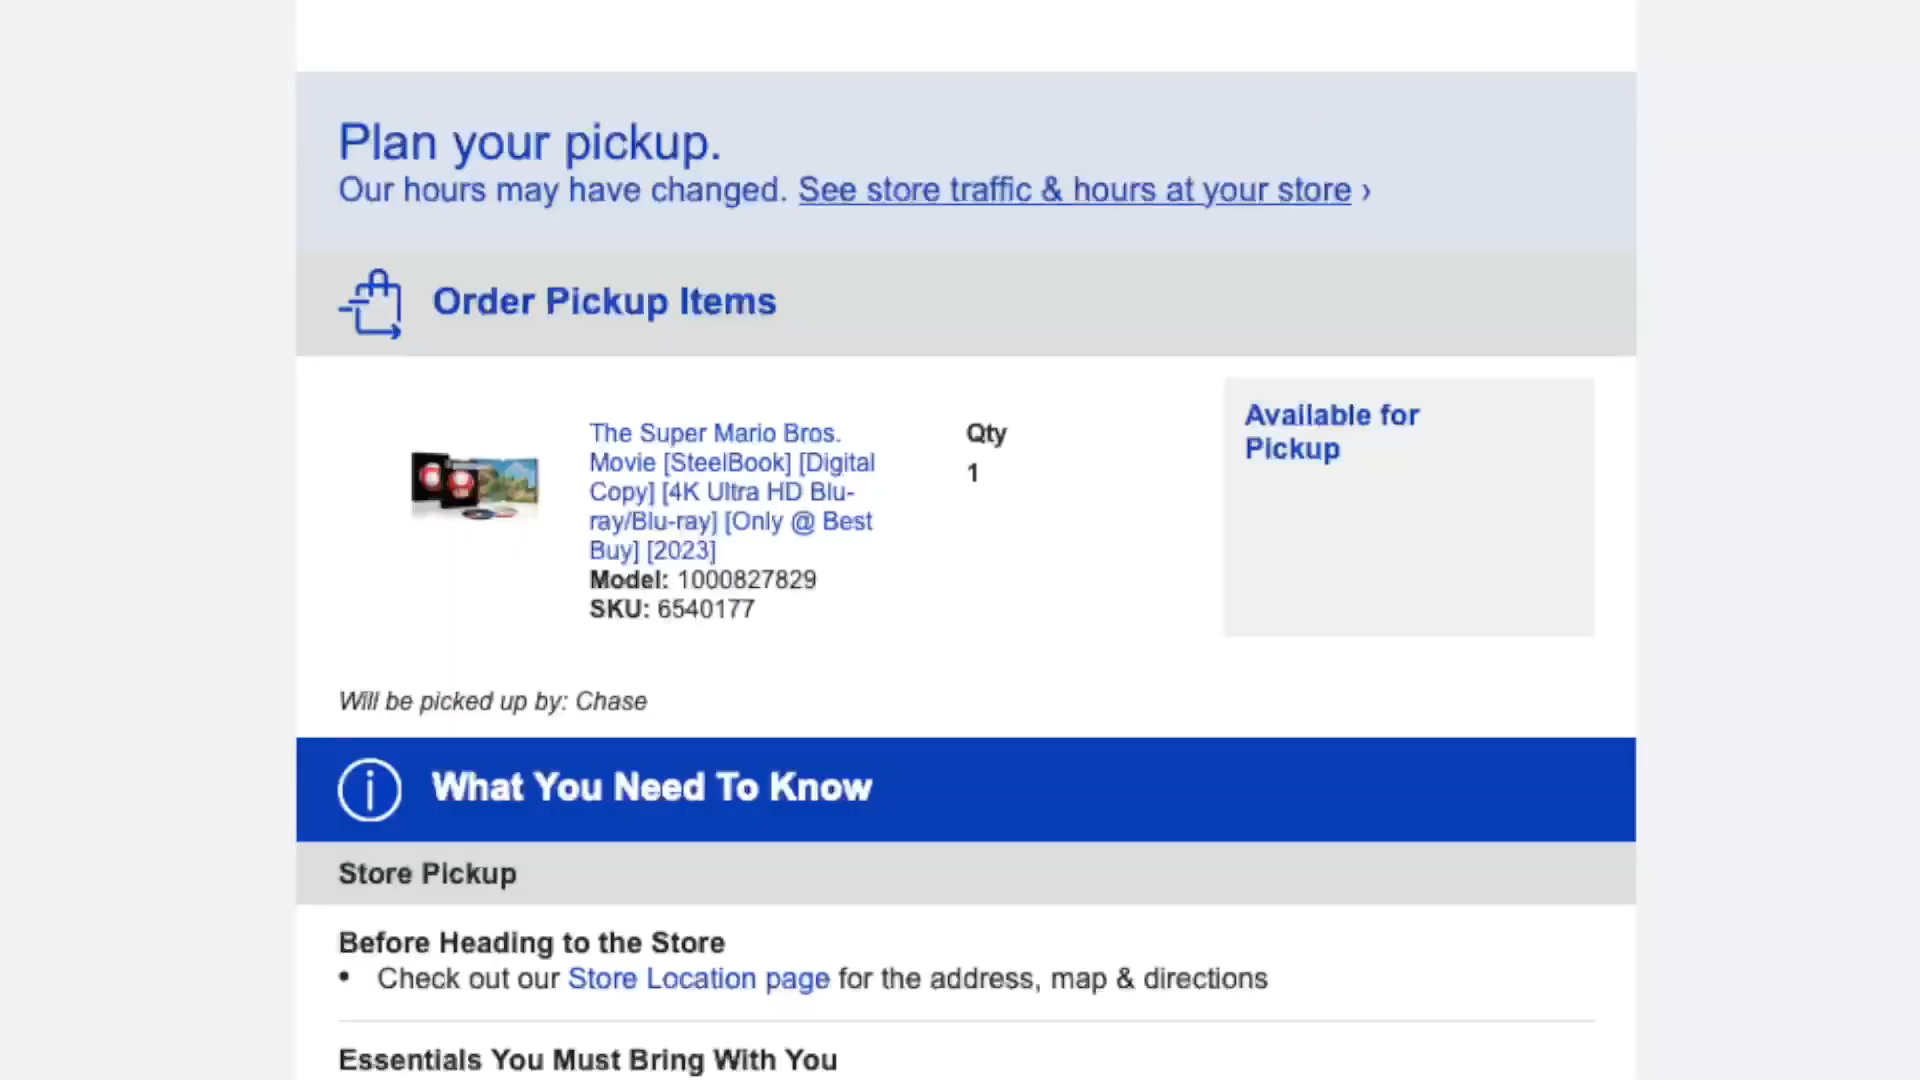 Plan your pickup.
Our hours may have changed. See store traffic & hours at your store ›
Order Pickup Items
The Super Mario Bros.
Movie [SteelBook] [Digital
Copy] [4K Ultra HD Blu-
ray/Blu-ray] [Only @ Best
Buy] [2023]
Model: 1000827829
SKU: 6540177
Qty
1
Available for
Pickup
Will be picked up by: Chase
What You Need To Know
Store Pickup
Before Heading to the Store
• Check out our Store Location page for the address, map & directions
Essentials You Must Bring With You